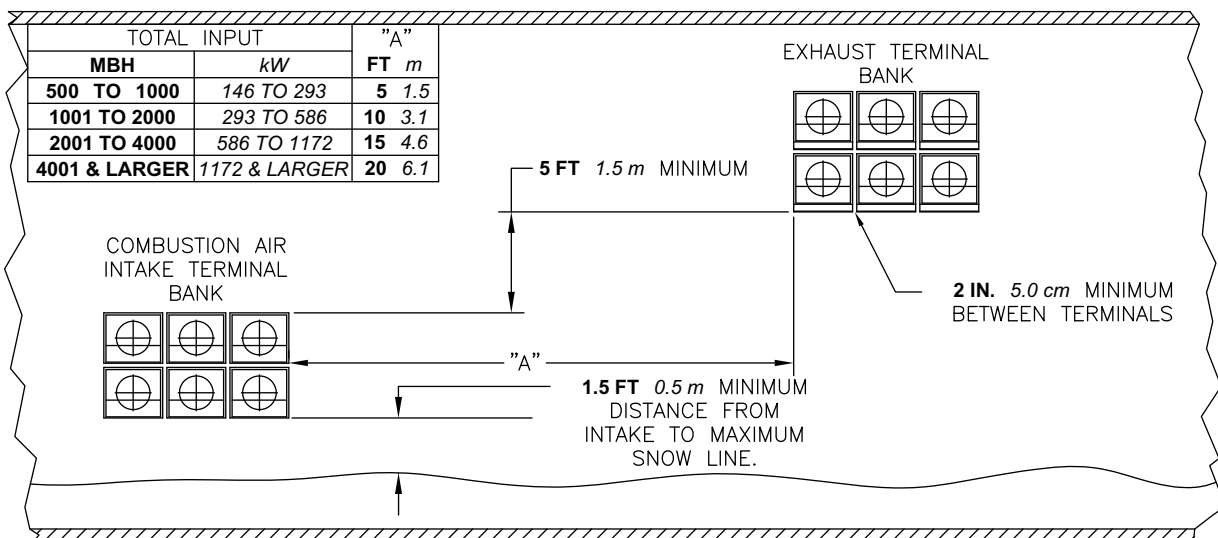 TOTAL INPUT "A"
MBH kW FT m
500 TO 1000 146 TO 293 5 1.5
1001 TO 2000 293 TO 586 10 3.1
2001 TO 4000 586 TO 1172 15 4.6
4001 & LARGER 1172 & LARGER 20 6.1
EXHAUST TERMINAL
BANK
5 FT 1.5 m MINIMUM
COMBUSTION AIR
INTAKE TERMINAL
BANK
2 IN. 5.0 cm MINIMUM
BETWEEN TERMINALS
"A"
1.5 FT 0.5 m MINIMUM
DISTANCE FROM
INTAKE TO MAXIMUM
SNOW LINE.